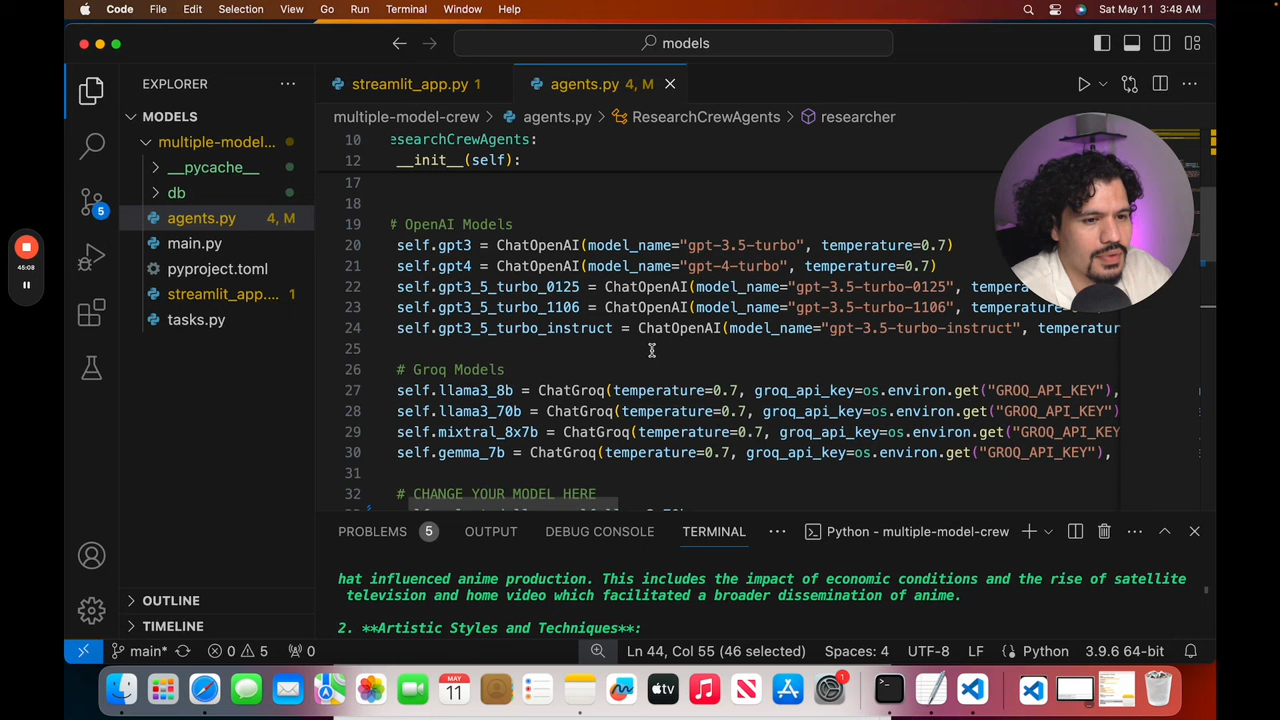 Code File Edit Selection View Go Run Terminal Window Help Sat May 11 3:48 AM
models
EXPLORER
streamlit_app.py 1
agents.py 4, M
MODELS
multiple-model-crew agents.py ResearchCrewAgents researcher
multiple-model...
__pycache__
db
agents.py 4, M
main.py
pyproject.toml
streamlit_app.... 1
tasks.py
5
45:08
10 esearchCrewAgents:
12 __init__(self):
17
18
19 # OpenAI Models
20 self.gpt3 = ChatOpenAI(model_name="gpt-3.5-turbo", temperature=0.7)
21 self.gpt4 = ChatOpenAI(model_name="gpt-4-turbo", temperature=0.7)
22 self.gpt3_5_turbo_0125 = ChatOpenAI(model_name="gpt-3.5-turbo-0125", te
23 self.gpt3_5_turbo_1106 = ChatOpenAI(model_name="gpt-3.5-turbo-1106",
24 self.gpt3_5_turbo_instruct = ChatOpenAI(model_name="gpt-3.5-turbo-instruct", temperatur
25
26 # Groq Models
27 self.llama3_8b = ChatGroq(temperature=0.7, groq_api_key=os.environ.get("GROQ_API_KEY"),
28 self.llama3_70b = ChatGroq(temperature=0.7, groq_api_key=os.environ.get("GROQ_API_KEY")
29 self.mixtral_8x7b = ChatGroq(temperature=0.7, groq_api_key=os.environ.get("GROQ_API_KEY
30 self.gemma_7b = ChatGroq(temperature=0.7, groq_api_key=os.environ.get("GROQ_API_KEY"),
31
32 # CHANGE YOUR MODEL HERE
PROBLEMS 5 OUTPUT DEBUG CONSOLE TERMINAL Python - multiple-model-crew
hat influenced anime production. This includes the impact of economic conditions and the rise of satellite
television and home video which facilitated a broader dissemination of anime.
2. **Artistic Styles and Techniques**:
OUTLINE
TIMELINE
main* 0 5 0 Ln 44, Col 55 (46 selected) Spaces: 4 UTF-8 LF Python 3.9.6 64-bit
MAY
11
tv
1